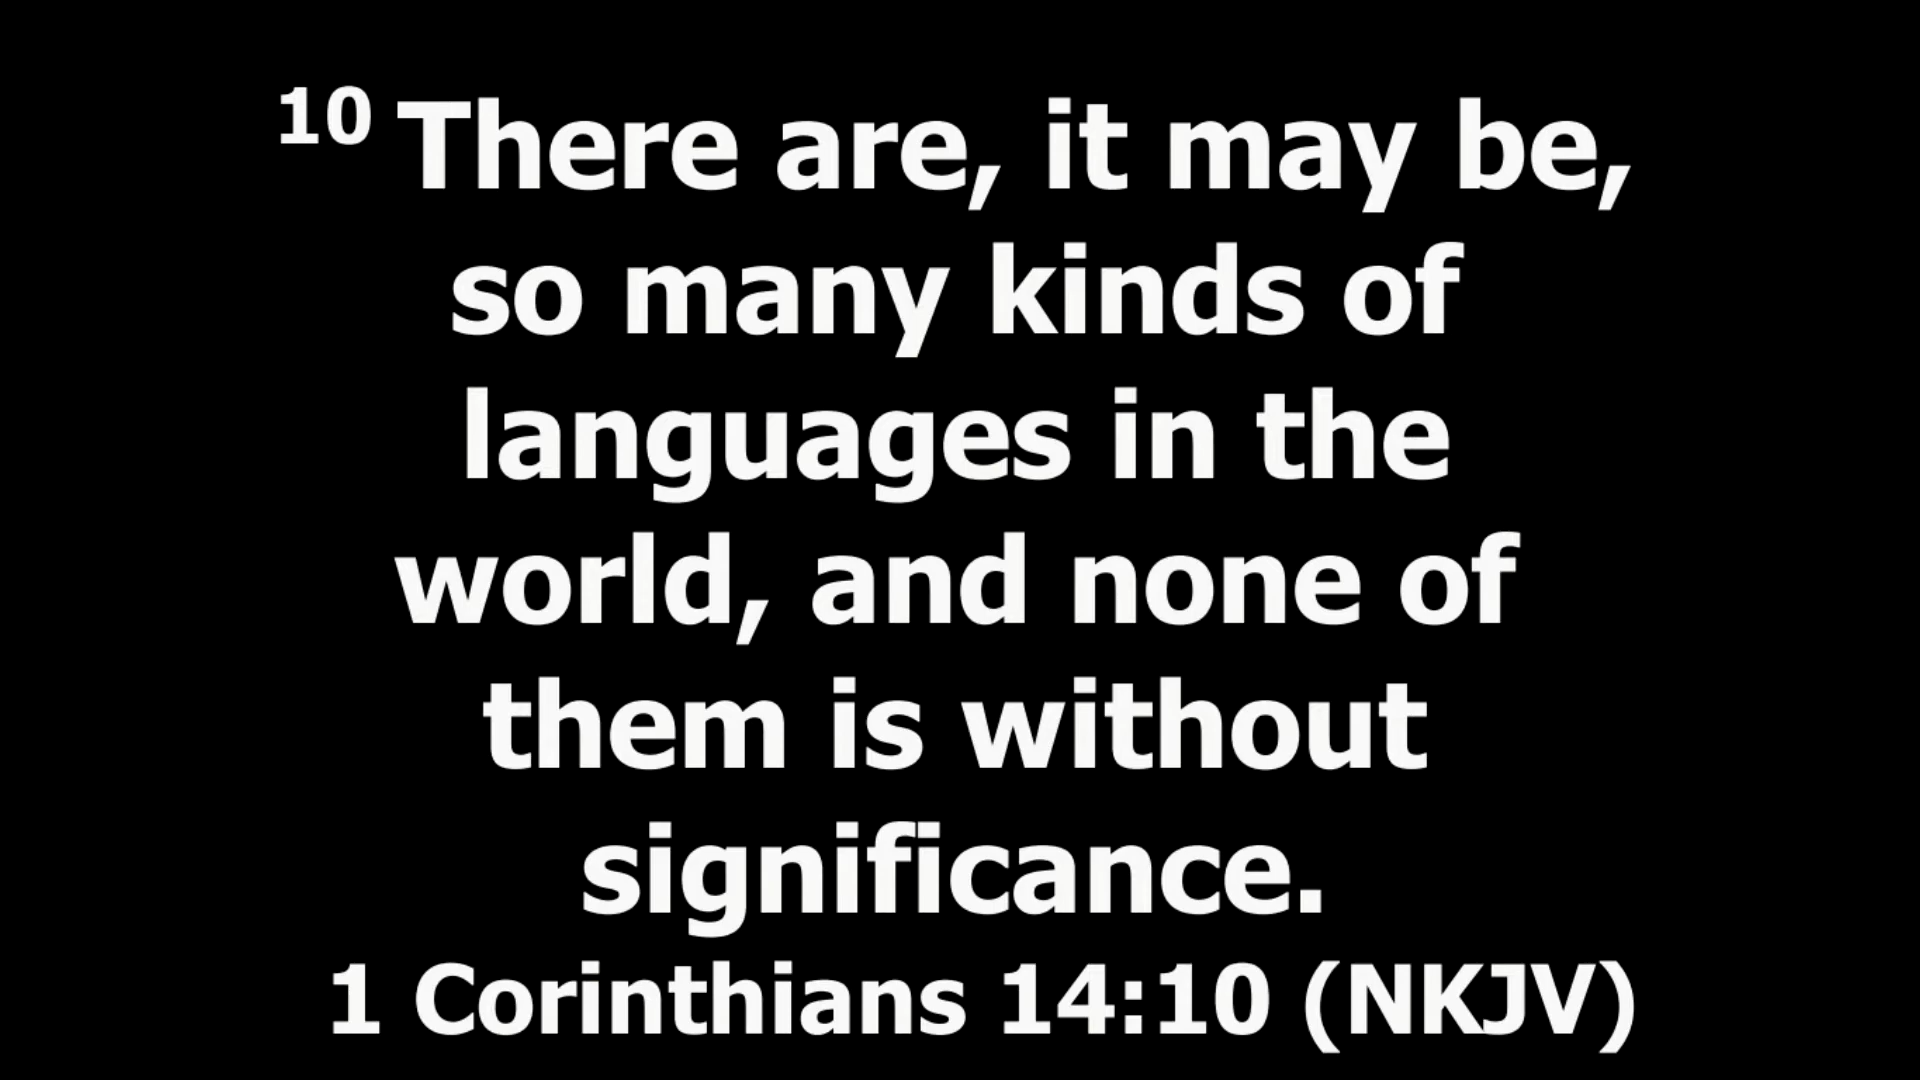 10 There are, it may be,
so many kinds of
languages in the
world, and none of
them is without
significance.
1 Corinthians 14:10 (NKJV)